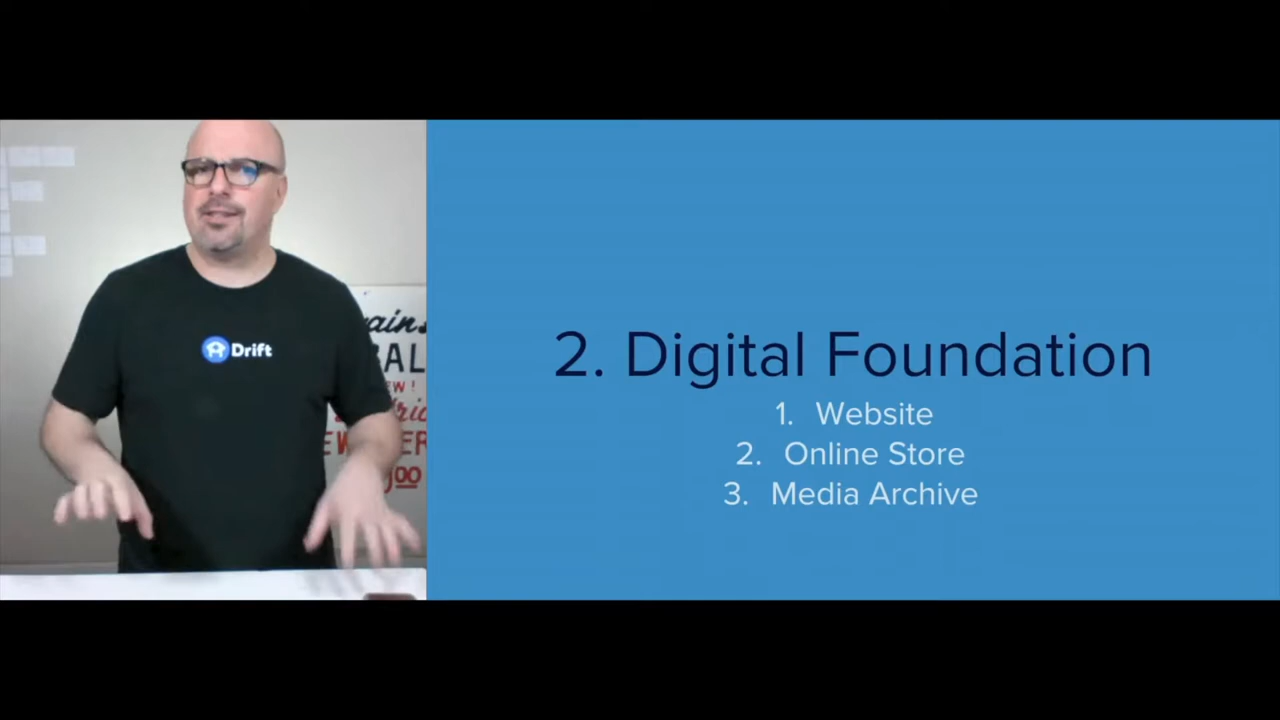 Drift
2. Digital Foundation
1. Website
2. Online Store
3. Media Archive